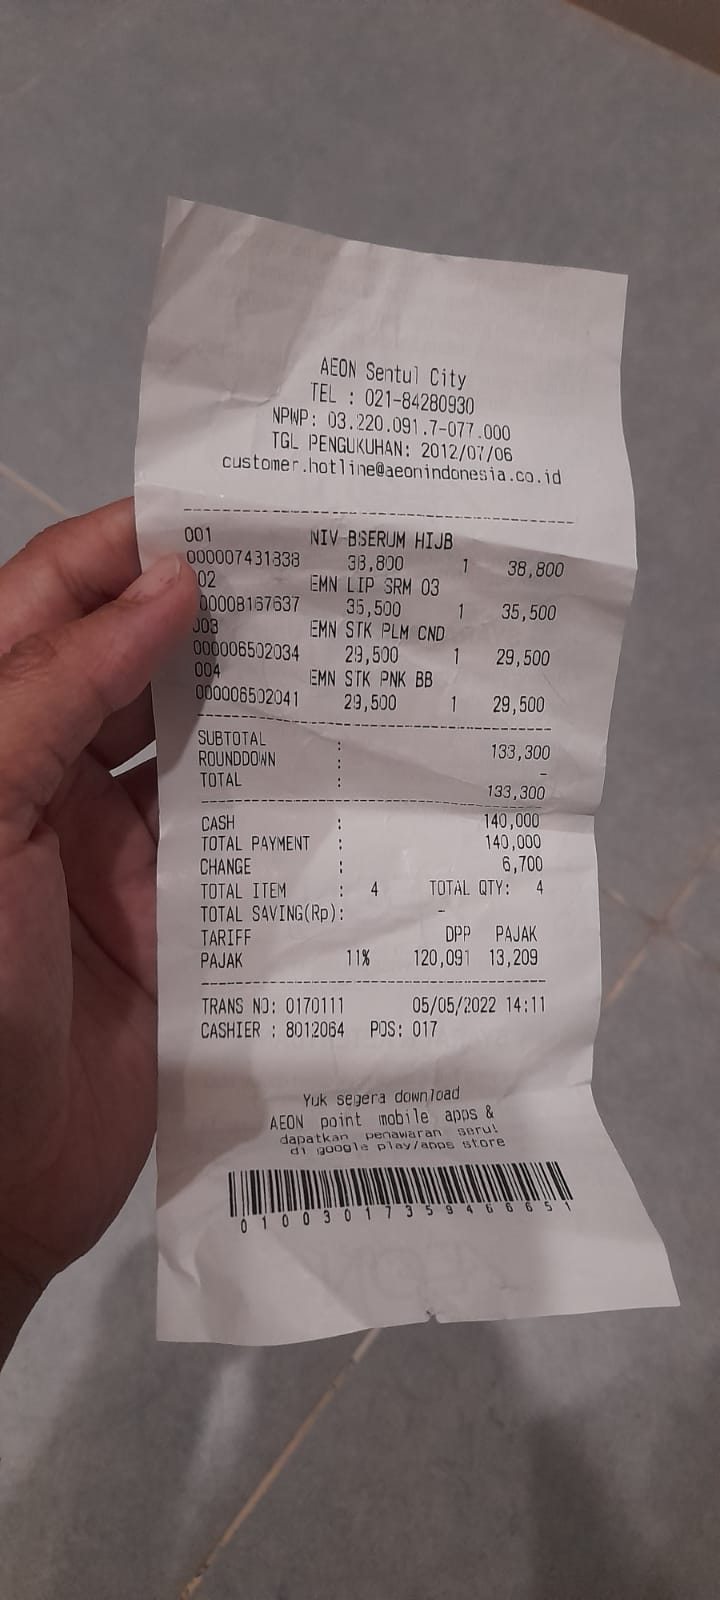 AEON Sentul City
TEL : 021-84280930
NPWP: 03.220.091.7-077.000
TGL PENGUKUHAN: 2012/07/06
customer.hotline@aeonindonesia.co.id
001 NIV BSERUM HIJB
000007431838 38,800 1 38,800
02 EMN LIP SRM 03
00008167637 35,500 1 35,500
003 EMN STK PLM CND
000006502034 29,500 1 29,500
004 EMN STK PNK BB
000006502041 29,500 1 29,500
SUBTOTAL : 133,300
ROUNDDOWN : -
TOTAL : 133,300
CASH : 140,000
TOTAL PAYMENT : 140,000
CHANGE : 6,700
TOTAL ITEM : 4 TOTAL QTY: 4
TOTAL SAVING(Rp): -
TARIFF DPP PAJAK
PAJAK 11% 120,091 13,209
TRANS NO: 0170111 05/05/2022 14:11
CASHIER : 8012064 POS: 017
Yuk segera download
AEON point mobile apps &
dapatkan penawaran seru!
di google play/apps store
0100301735946 6651